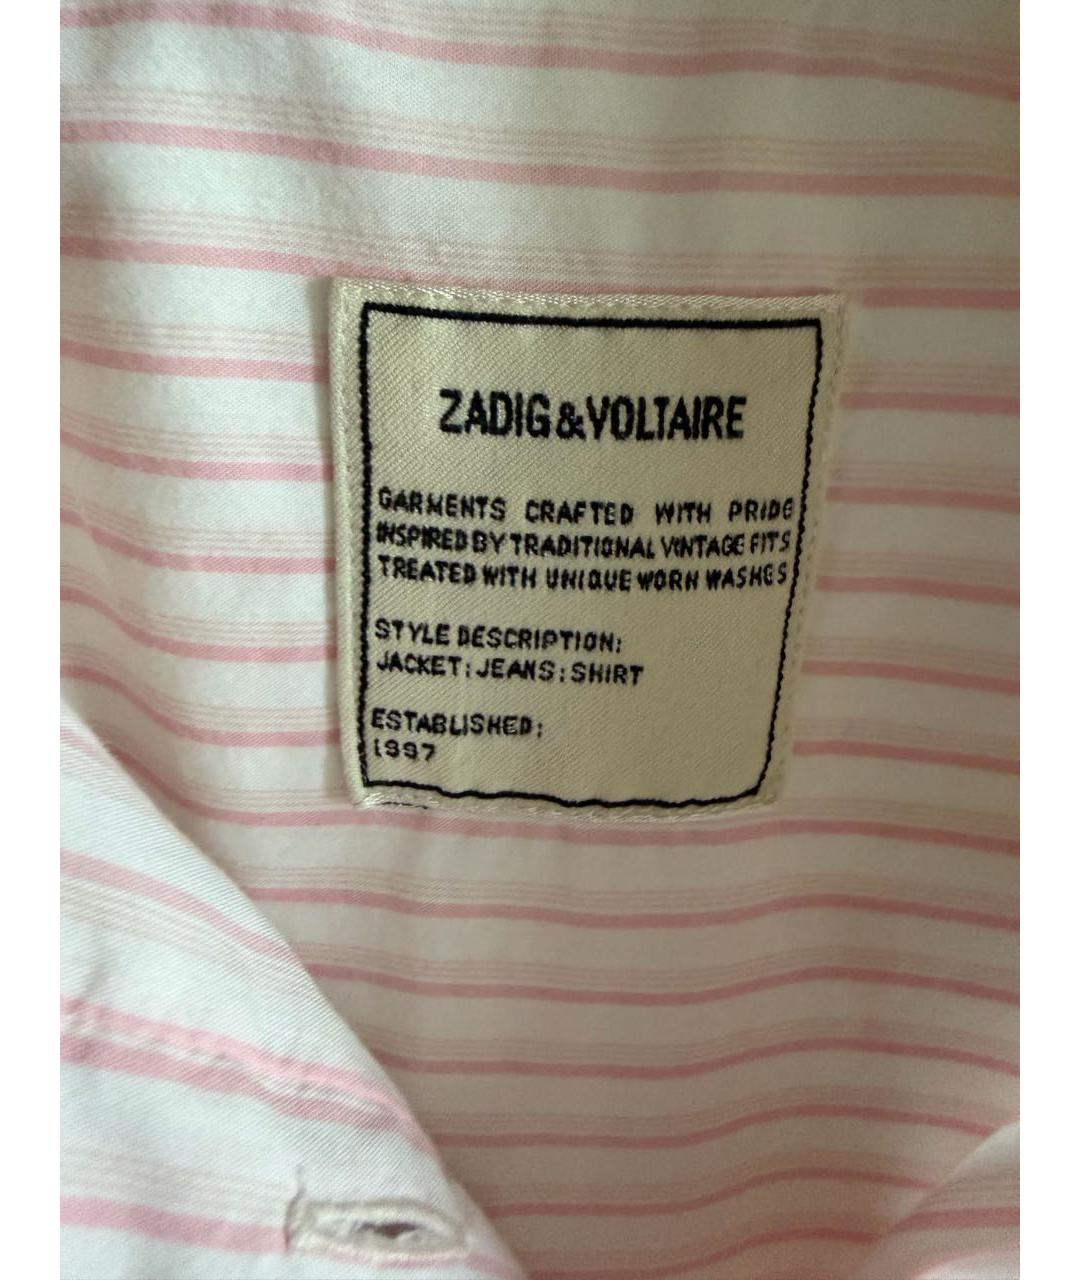 ZADIG&VOLTAIRE
GARMENTS CRAFTED WITH PRIDE
INSPIRED BY TRADITIONAL VINTAGE FITS
TREATED WITH UNIQUE WORN WASHES
STYLE DESCRIPTION:
JACKET; JEANS; SHIRT
ESTABLISHED:
1997